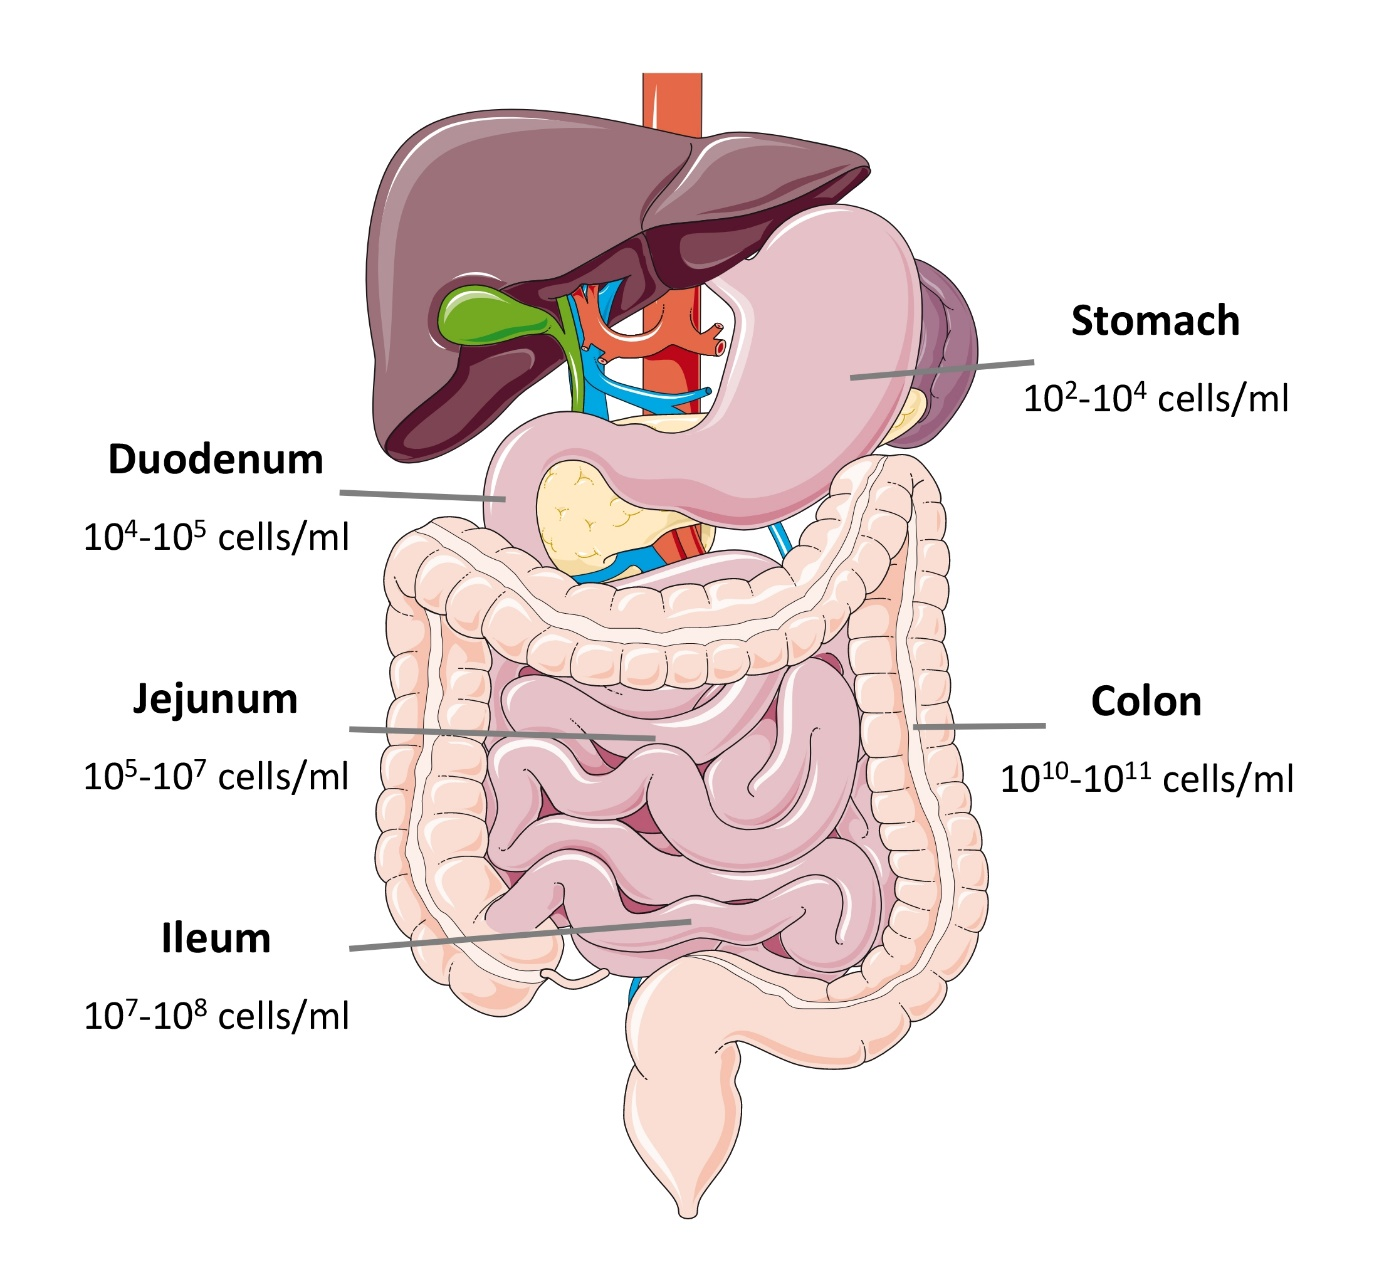 Stomach
10²-10⁴ cells/ml
Duodenum
10⁴-10⁵ cells/ml
Jejunum
10⁵-10⁷ cells/ml
Colon
10¹⁰-10¹¹ cells/ml
Ileum
10⁷-10⁸ cells/ml